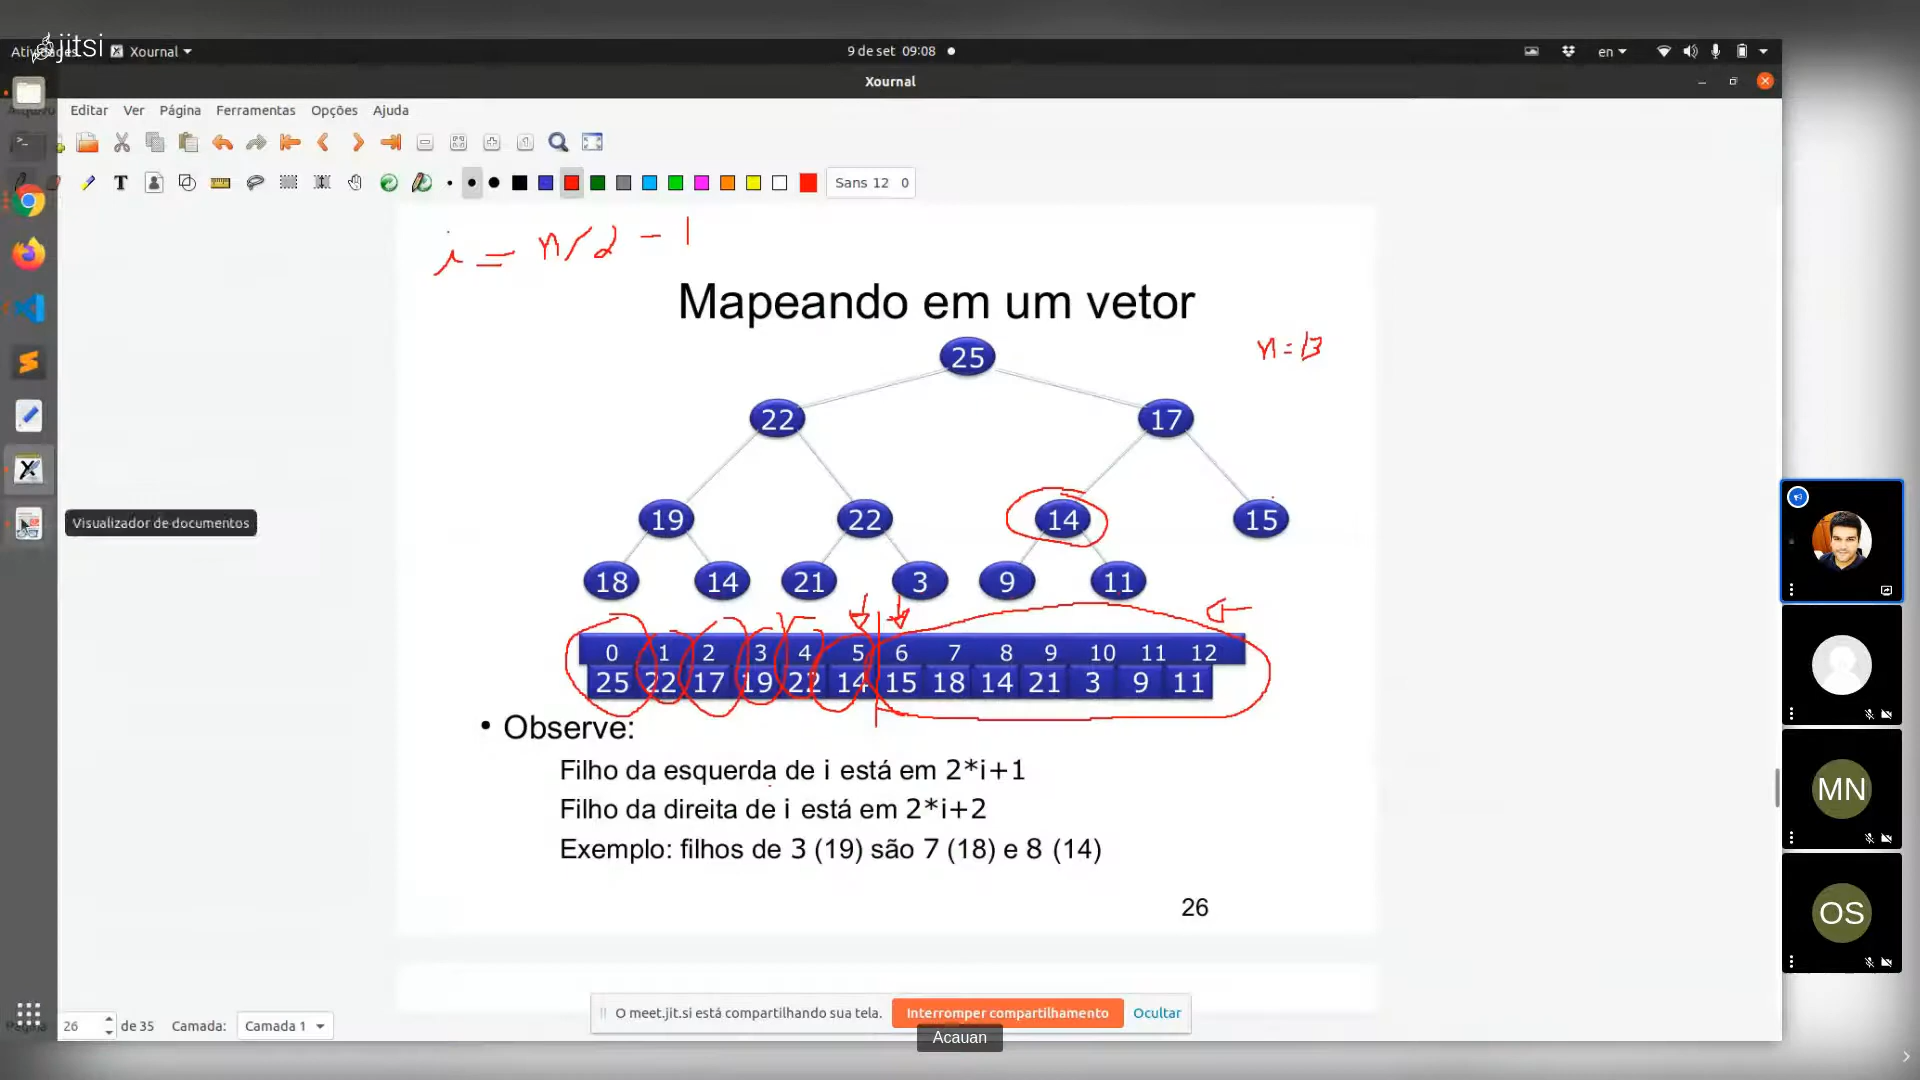 jitsi
Xournal
9 de set 09:08
en
Xournal
Editar Ver Página Ferramentas Opções Ajuda
T
Sans 12 0
i = n/2 - 1
Mapeando em um vetor
n = 13
25
22 17
19 22 14 15
18 14 21 3 9 11
0 1 2 3 4 5 6 7 8 9 10 11 12
25 22 17 19 22 14 15 18 14 21 3 9 11
• Observe:
Filho da esquerda de i está em 2*i+1
Filho da direita de i está em 2*i+2
Exemplo: filhos de 3 (19) são 7 (18) e 8 (14)
26
Visualizador de documentos
MN
OS
O meet.jit.si está compartilhando sua tela. Interromper compartilhamento Ocultar
26 de 35 Camada: Camada 1
Acauan